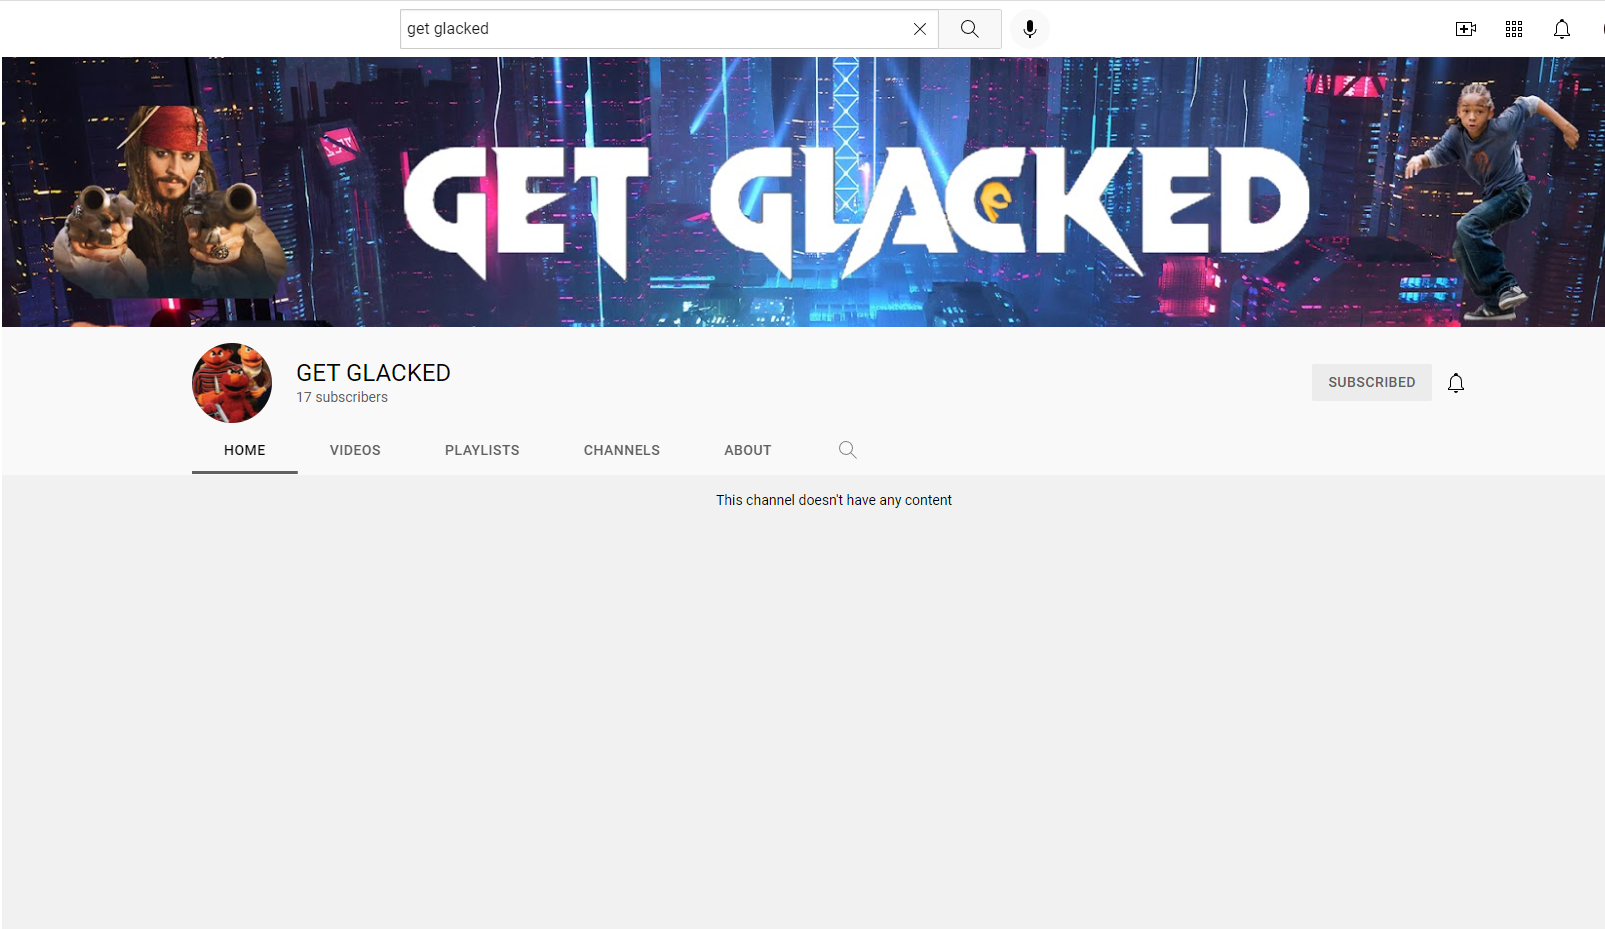 get glacked
GET GLACKED
GET GLACKED
17 subscribers
SUBSCRIBED
HOME
VIDEOS
PLAYLISTS
CHANNELS
ABOUT
This channel doesn't have any content